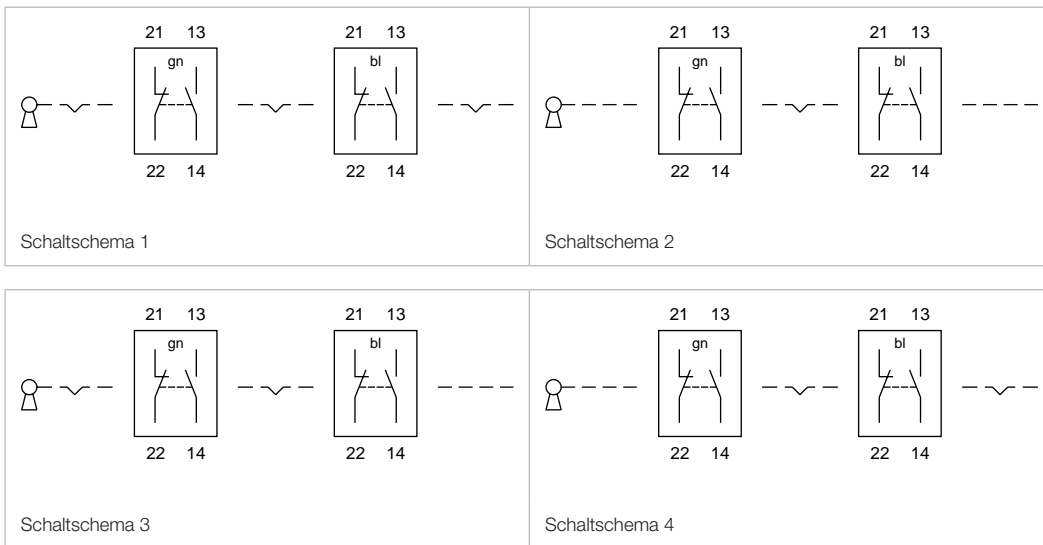 21 13 21 13 21 13 21 13
gn bl gn bl
22 14 22 14 22 14 22 14
Schaltschema 1 Schaltschema 2
21 13 21 13 21 13 21 13
gn bl gn bl
22 14 22 14 22 14 22 14
Schaltschema 3 Schaltschema 4